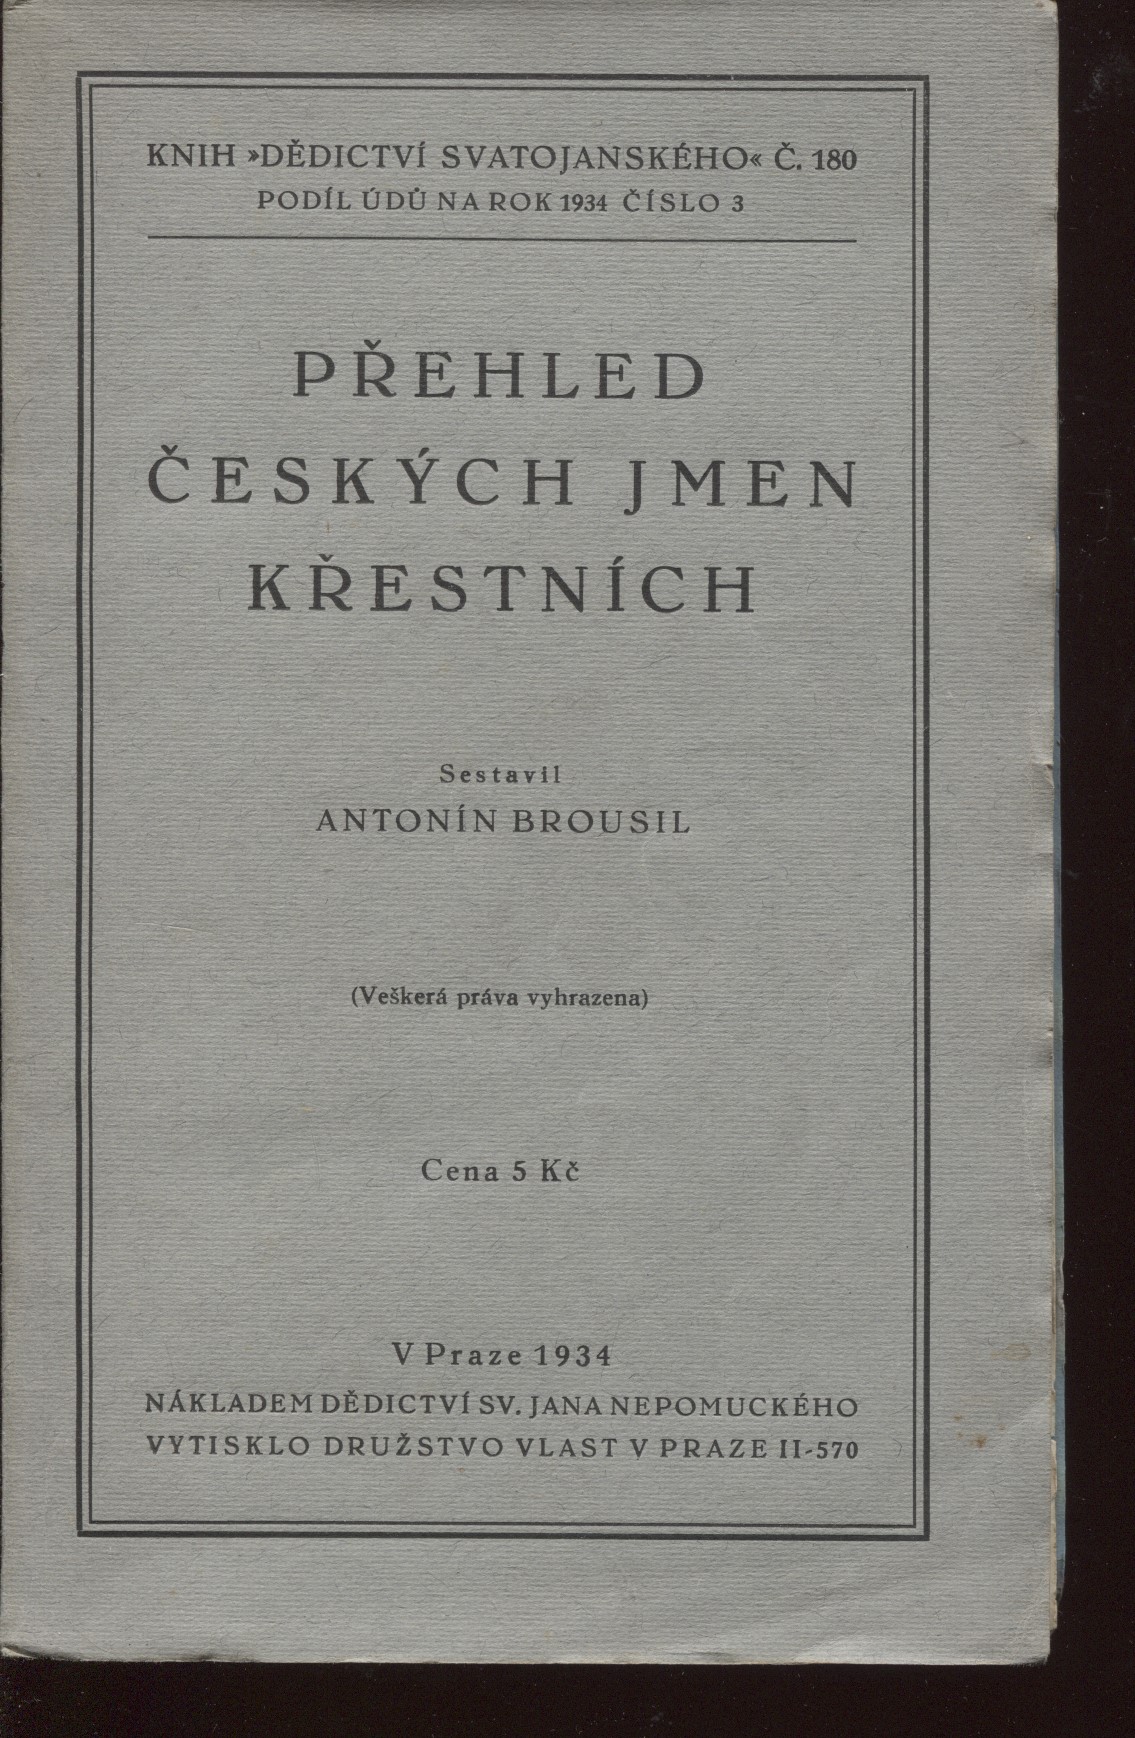 KNIH »DĚDICTVÍ SVATOJANSKÉHO« Č. 180
PODÍL ÚDŮ NA ROK 1934 ČÍSLO 3
PŘEHLED
ČESKÝCH JMEN
KŘESTNÍCH
Sestavil
ANTONÍN BROUSIL
(Veškerá práva vyhrazena)
Cena 5 Kč
V Praze 1934
NÁKLADEM DĚDICTVÍ SV. JANA NEPOMUCKÉHO
VYTISKLO DRUŽSTVO VLAST V PRAZE II-570